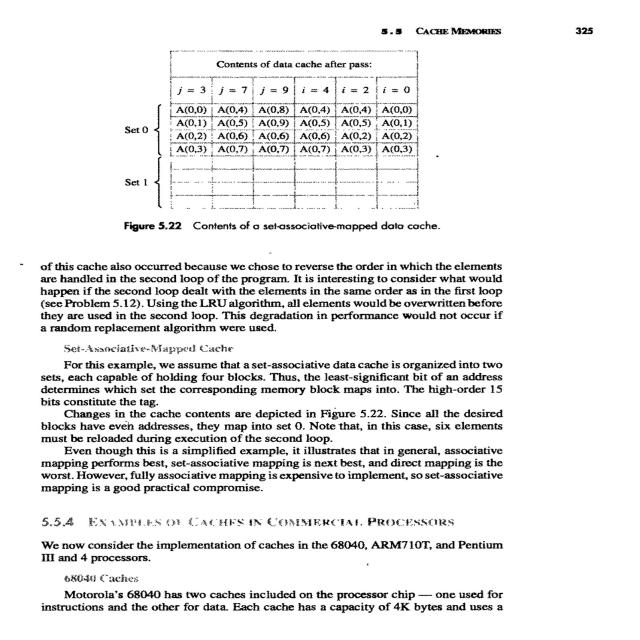 5.5 CACHE MEMORIES 325
Contents of data cache after pass:
j = 3 j = 7 j = 9 i = 4 i = 2 i = 0
A(0,0) A(0,4) A(0,8) A(0,4) A(0,4) A(0,0)
A(0,1) A(0,5) A(0,9) A(0,5) A(0,5) A(0,1)
Set 0
A(0,2) A(0,6) A(0,6) A(0,6) A(0,2) A(0,2)
A(0,3) A(0,7) A(0,7) A(0,7) A(0,3) A(0,3)
Set 1
Figure 5.22 Contents of a set-associative-mapped data cache.
of this cache also occurred because we chose to reverse the order in which the elements
are handled in the second loop of the program. It is interesting to consider what would
happen if the second loop dealt with the elements in the same order as in the first loop
(see Problem 5.12). Using the LRU algorithm, all elements would be overwritten before
they are used in the second loop. This degradation in performance would not occur if
a random replacement algorithm were used.
Set-Associative-Mapped Cache
For this example, we assume that a set-associative data cache is organized into two
sets, each capable of holding four blocks. Thus, the least-significant bit of an address
determines which set the corresponding memory block maps into. The high-order 15
bits constitute the tag.
Changes in the cache contents are depicted in Figure 5.22. Since all the desired
blocks have even addresses, they map into set 0. Note that, in this case, six elements
must be reloaded during execution of the second loop.
Even though this is a simplified example, it illustrates that in general, associative
mapping performs best, set-associative mapping is next best, and direct mapping is the
worst. However, fully associative mapping is expensive to implement, so set-associative
mapping is a good practical compromise.
5.5.4 EXAMPLES OF CACHES IN COMMERCIAL PROCESSORS
We now consider the implementation of caches in the 68040, ARM710T, and Pentium
III and 4 processors.
68040 Caches
Motorola's 68040 has two caches included on the processor chip — one used for
instructions and the other for data. Each cache has a capacity of 4K bytes and uses a